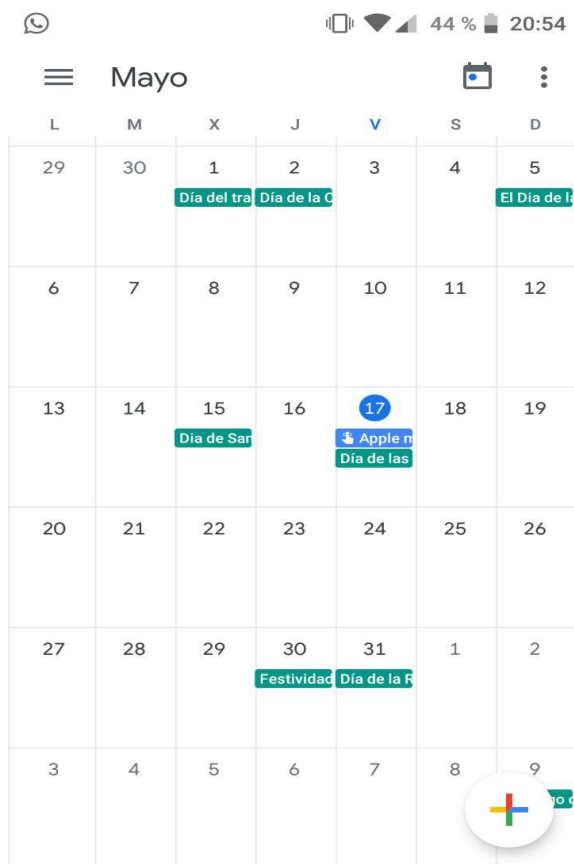 44 % 20:54
Mayo
L M X J V S D
29 30 1 2 3 4 5
Día del tra Día de la El Dia de
6 7 8 9 10 11 12
13 14 15 16 17 18 19
Dia de San Apple
Día de las
20 21 22 23 24 25 26
27 28 29 30 31 1 2
Festividad Día de la
3 4 5 6 7 8 9